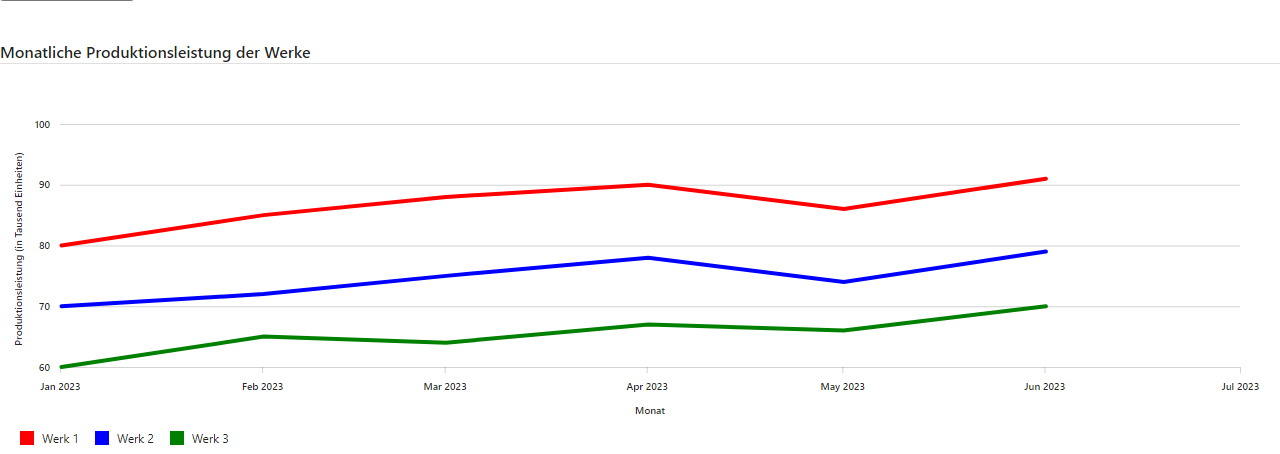 Monatliche Produktionsleistung der Werke
Produktionsleistung (in Tausend Einheiten)
100
90
80
70
60
Jan 2023 Feb 2023 Mar 2023 Apr 2023 May 2023 Jun 2023 Jul 2023
Monat
Werk 1 Werk 2 Werk 3